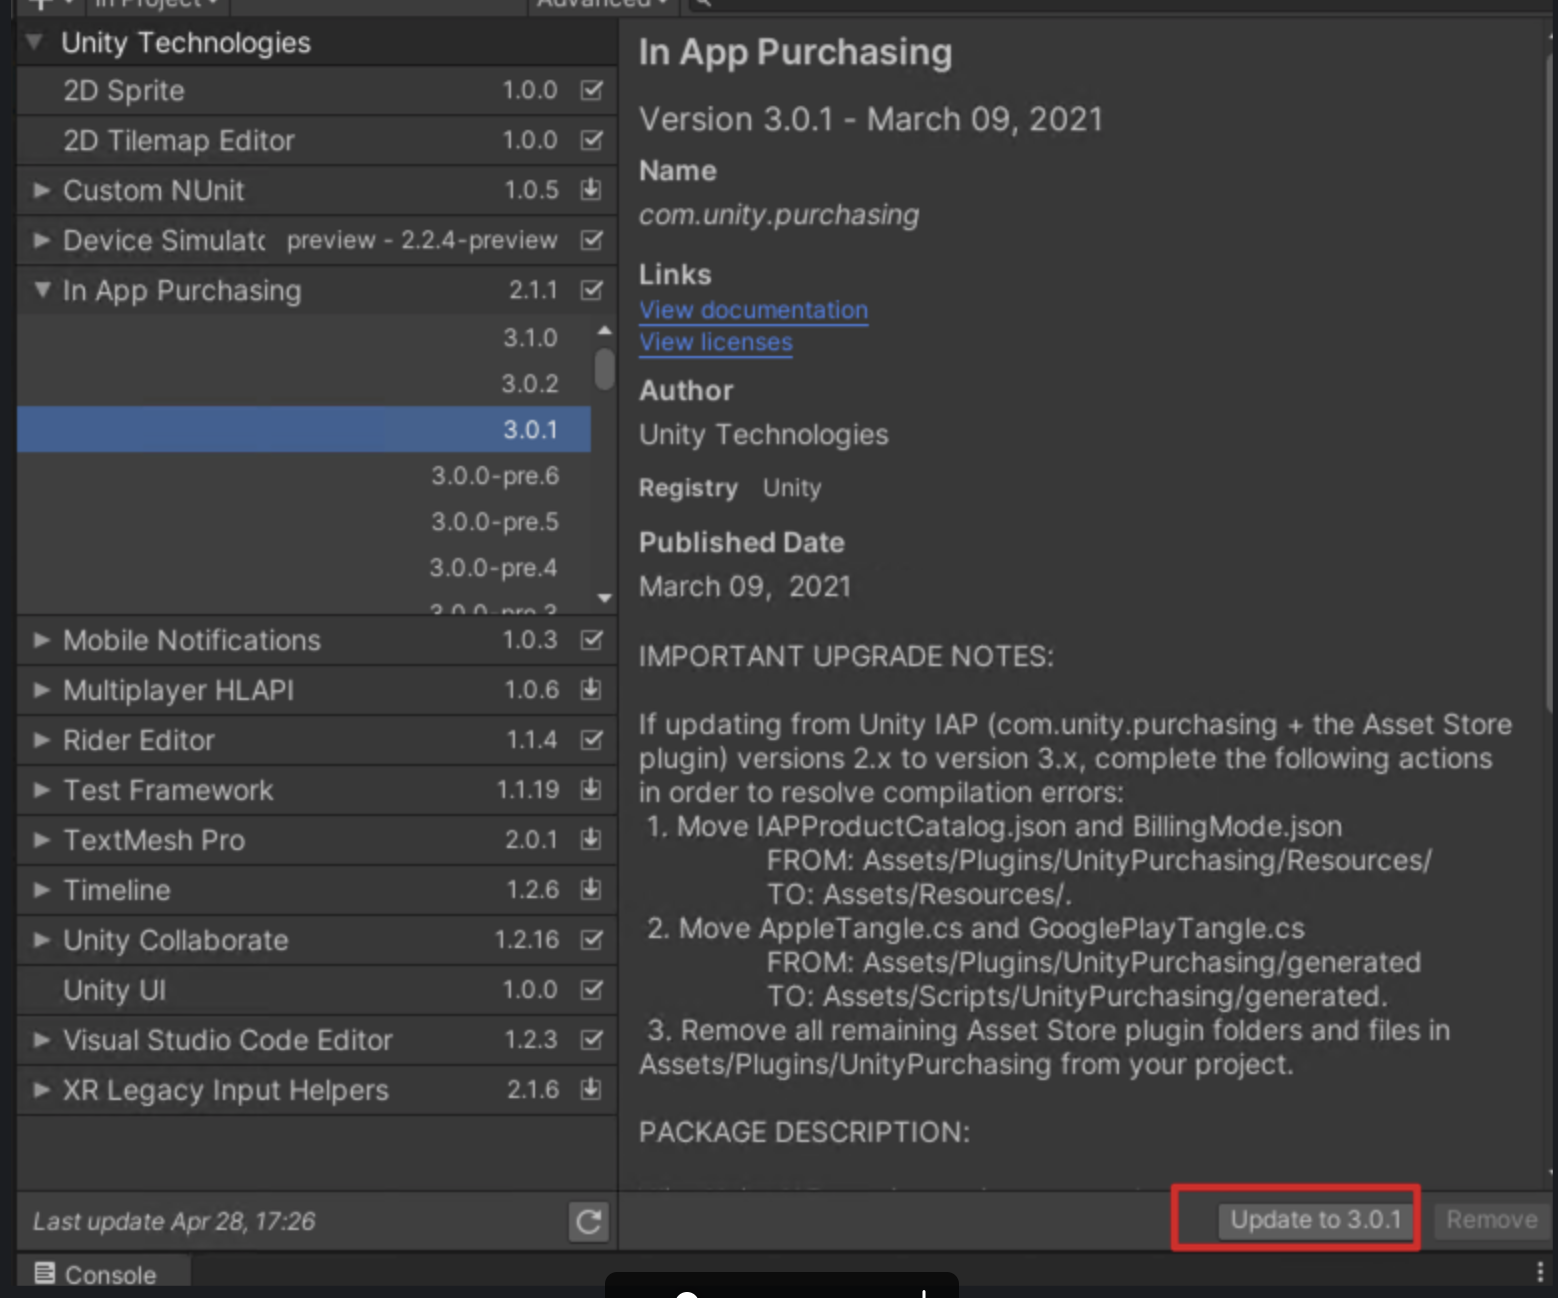 In Project
Advanced
Unity Technologies
2D Sprite 1.0.0
2D Tilemap Editor 1.0.0
Custom NUnit 1.0.5
Device Simulatc preview - 2.2.4-preview
In App Purchasing 2.1.1
3.1.0
3.0.2
3.0.1
3.0.0-pre.6
3.0.0-pre.5
3.0.0-pre.4
3.0.0-pre.3
Mobile Notifications 1.0.3
Multiplayer HLAPI 1.0.6
Rider Editor 1.1.4
Test Framework 1.1.19
TextMesh Pro 2.0.1
Timeline 1.2.6
Unity Collaborate 1.2.16
Unity UI 1.0.0
Visual Studio Code Editor 1.2.3
XR Legacy Input Helpers 2.1.6
Last update Apr 28, 17:26
In App Purchasing
Version 3.0.1 - March 09, 2021
Name
com.unity.purchasing
Links
View documentation
View licenses
Author
Unity Technologies
Registry Unity
Published Date
March 09, 2021
IMPORTANT UPGRADE NOTES:
If updating from Unity IAP (com.unity.purchasing + the Asset Store
plugin) versions 2.x to version 3.x, complete the following actions
in order to resolve compilation errors:
1. Move IAPProductCatalog.json and BillingMode.json
FROM: Assets/Plugins/UnityPurchasing/Resources/
TO: Assets/Resources/.
2. Move AppleTangle.cs and GooglePlayTangle.cs
FROM: Assets/Plugins/UnityPurchasing/generated
TO: Assets/Scripts/UnityPurchasing/generated.
3. Remove all remaining Asset Store plugin folders and files in
Assets/Plugins/UnityPurchasing from your project.
PACKAGE DESCRIPTION:
Update to 3.0.1 Remove
Console